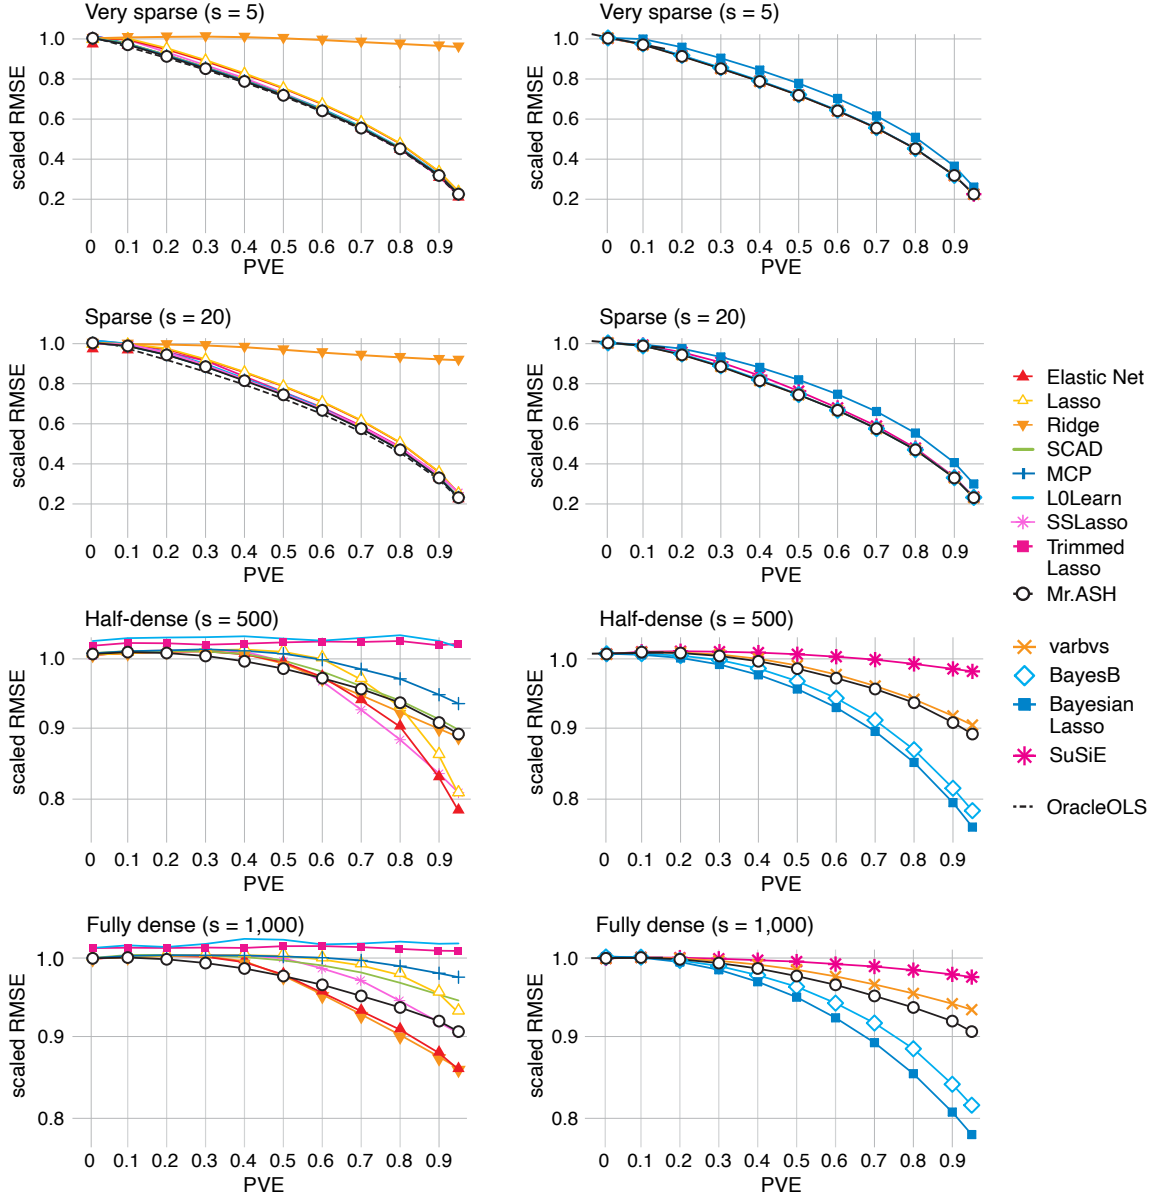 Very sparse (s = 5)
scaled RMSE
1.0
0.8
0.6
0.4
0.2
0 0.1 0.2 0.3 0.4 0.5 0.6 0.7 0.8 0.9
PVE
Very sparse (s = 5)
scaled RMSE
1.0
0.8
0.6
0.4
0.2
0 0.1 0.2 0.3 0.4 0.5 0.6 0.7 0.8 0.9
PVE
Sparse (s = 20)
scaled RMSE
1.0
0.8
0.6
0.4
0.2
0 0.1 0.2 0.3 0.4 0.5 0.6 0.7 0.8 0.9
PVE
Sparse (s = 20)
scaled RMSE
1.0
0.8
0.6
0.4
0.2
0 0.1 0.2 0.3 0.4 0.5 0.6 0.7 0.8 0.9
PVE
Half-dense (s = 500)
scaled RMSE
1.0
0.9
0.8
0 0.1 0.2 0.3 0.4 0.5 0.6 0.7 0.8 0.9
PVE
Half-dense (s = 500)
scaled RMSE
1.0
0.9
0.8
0 0.1 0.2 0.3 0.4 0.5 0.6 0.7 0.8 0.9
PVE
Fully dense (s = 1,000)
scaled RMSE
1.0
0.9
0.8
0 0.1 0.2 0.3 0.4 0.5 0.6 0.7 0.8 0.9
PVE
Fully dense (s = 1,000)
scaled RMSE
1.0
0.9
0.8
0 0.1 0.2 0.3 0.4 0.5 0.6 0.7 0.8 0.9
PVE
Elastic Net
Lasso
Ridge
SCAD
MCP
L0Learn
SSLasso
Trimmed
Lasso
Mr.ASH
varbvs
BayesB
Bayesian
Lasso
SuSiE
OracleOLS